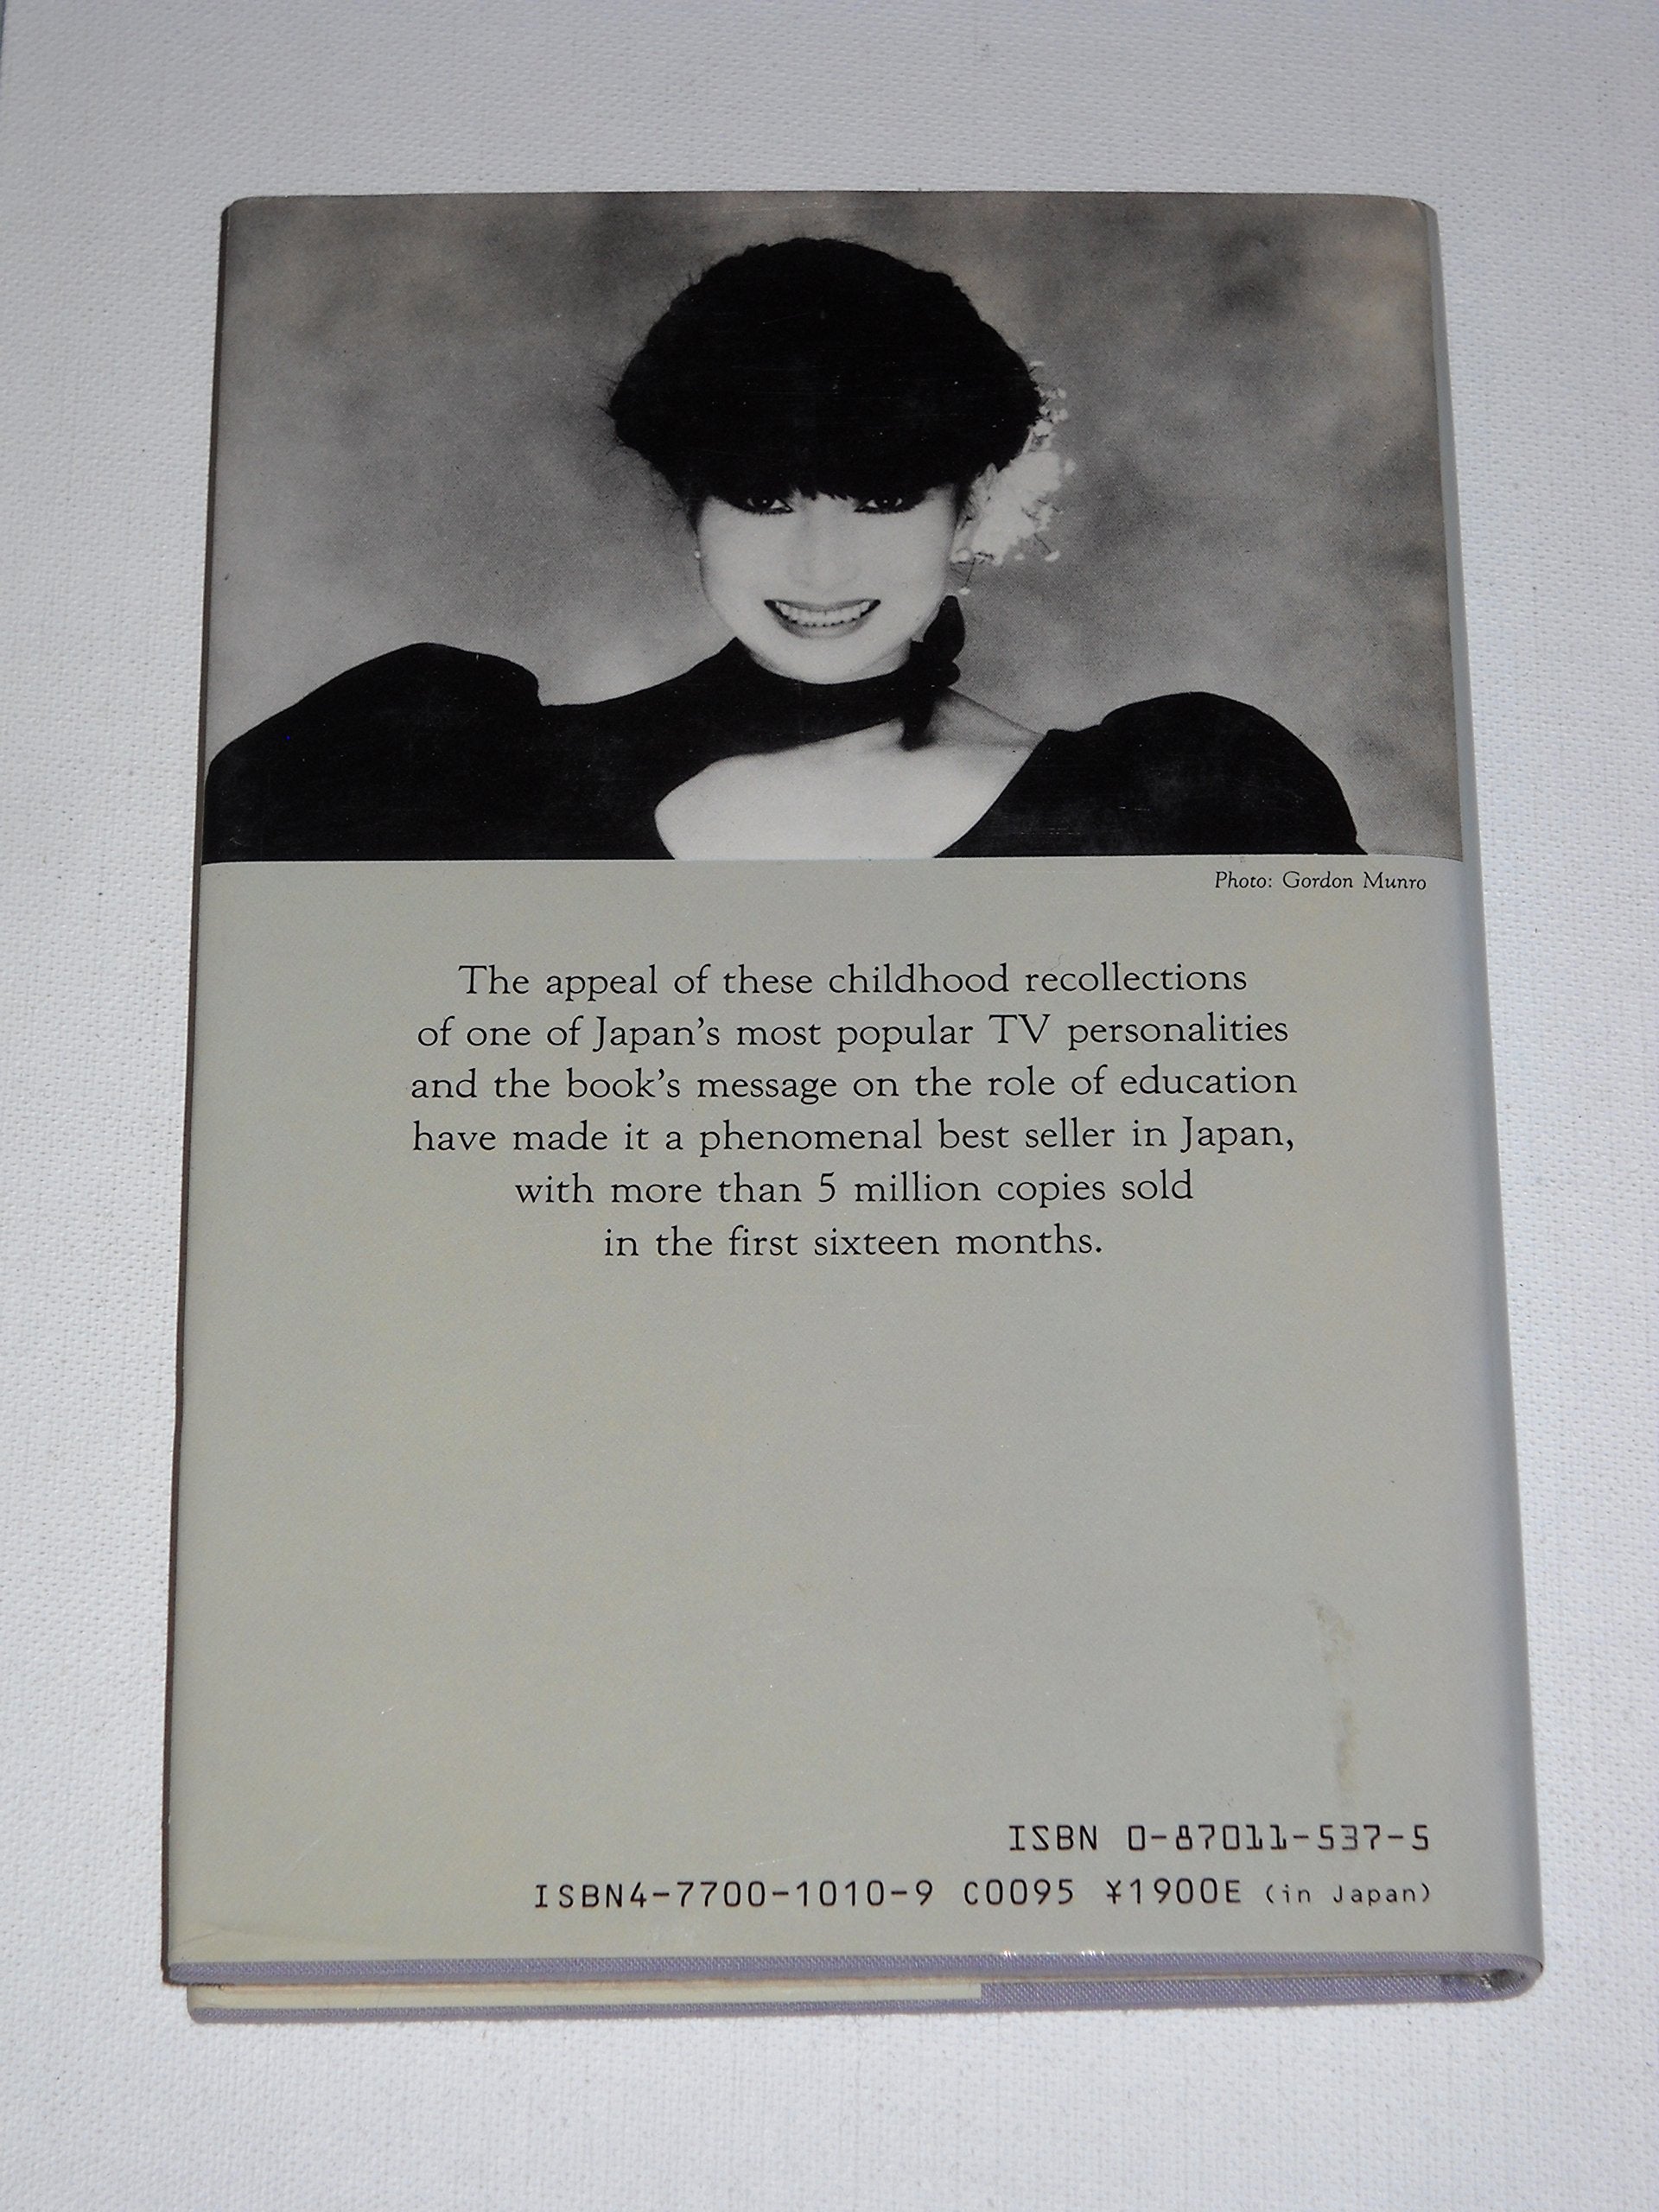 Photo: Gordon Munro
The appeal of these childhood recollections
of one of Japan's most popular TV personalities
and the book's message on the role of education
have made it a phenomenal best seller in Japan,
with more than 5 million copies sold
in the first sixteen months.
ISBN 0-87011-537-5
ISBN4-7700-1010-9 C0095 ¥1900E (in Japan)